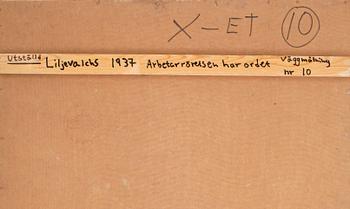 X-ET 10
Utställd Liljevalchs 1937 Arbetarrörelsen har ordet Väggmålning
nr 10